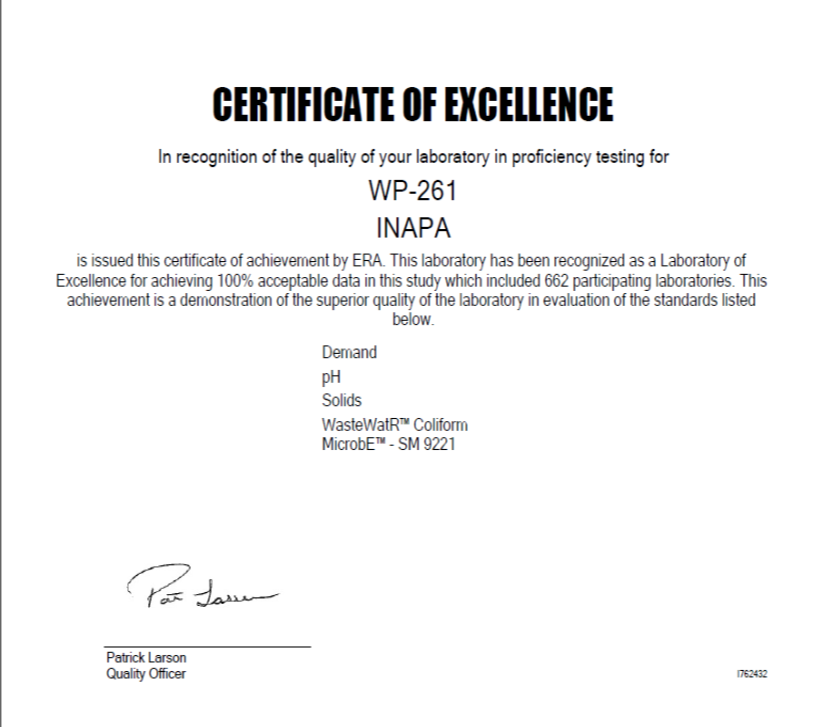 CERTIFICATE OF EXCELLENCE
In recognition of the quality of your laboratory in proficiency testing for
WP-261
INAPA
is issued this certificate of achievement by ERA. This laboratory has been recognized as a Laboratory of
Excellence for achieving 100% acceptable data in this study which included 662 participating laboratories. This
achievement is a demonstration of the superior quality of the laboratory in evaluation of the standards listed
below.
Demand
pH
Solids
WasteWatR™ Coliform
MicrobE™ - SM 9221
Pat Larson
Patrick Larson
Quality Officer
I762432